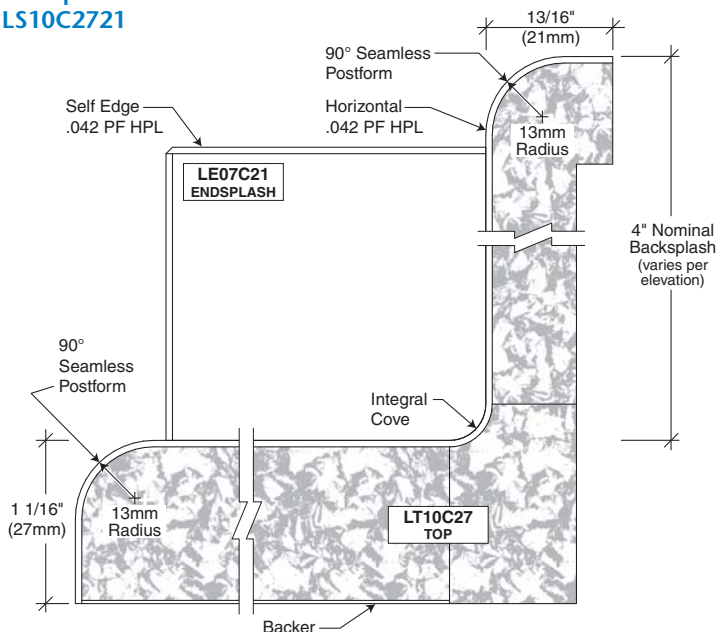 LS10C2721
13/16"
(21mm)
90° Seamless
Postform
Self Edge
.042 PF HPL
Horizontal
.042 PF HPL
13mm
Radius
LE07C21
ENDSPLASH
4" Nominal
Backsplash
(varies per
elevation)
90°
Seamless
Postform
Integral
Cove
1 1/16"
(27mm)
13mm
Radius
LT10C27
TOP
Backer